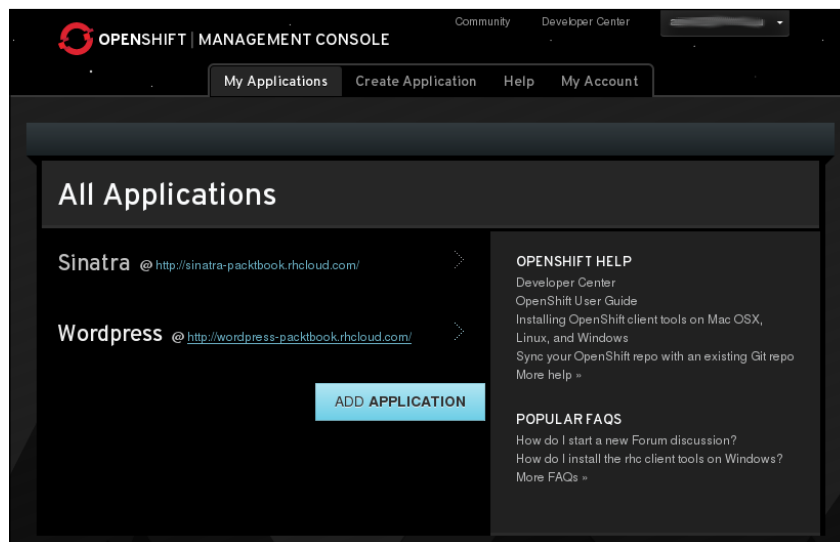 Community Developer Center
OPENSHIFT | MANAGEMENT CONSOLE
My Applications Create Application Help My Account
All Applications
Sinatra @ http://sinatra-packtbook.rhcloud.com/
Wordpress @ http://wordpress-packtbook.rhcloud.com/
ADD APPLICATION
OPENSHIFT HELP
Developer Center
OpenShift User Guide
Installing OpenShift client tools on Mac OSX,
Linux, and Windows
Sync your OpenShift repo with an existing Git repo
More help »
POPULAR FAQS
How do I start a new Forum discussion?
How do I install the rhc client tools on Windows?
More FAQs »